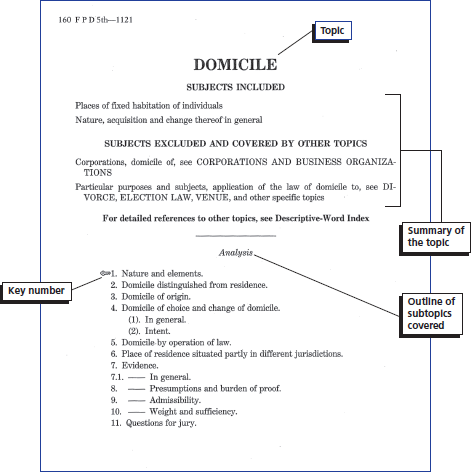 160 F P D 5th—1121
Topic
DOMICILE
SUBJECTS INCLUDED
Places of fixed habitation of individuals
Nature, acquisition and change thereof in general
SUBJECTS EXCLUDED AND COVERED BY OTHER TOPICS
Corporations, domicile of, see CORPORATIONS AND BUSINESS ORGANIZA-
TIONS
Particular purposes and subjects, application of the law of domicile to, see DI-
VORCE, ELECTION LAW, VENUE, and other specific topics
For detailed references to other topics, see Descriptive-Word Index
Summary of
the topic
Analysis
Key number
1. Nature and elements.
2. Domicile distinguished from residence.
3. Domicile of origin.
4. Domicile of choice and change of domicile.
(1). In general.
(2). Intent.
Outline of
subtopics
covered
5. Domicile by operation of law.
6. Place of residence situated partly in different jurisdictions.
7. Evidence.
7.1. —— In general.
8. —— Presumptions and burden of proof.
9. —— Admissibility.
10. —— Weight and sufficiency.
11. Questions for jury.